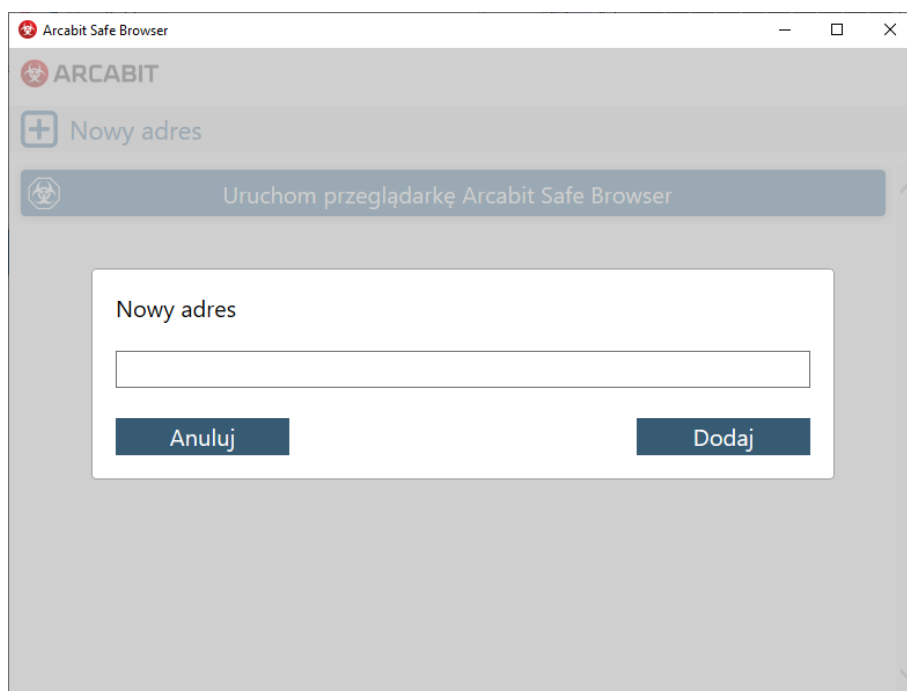 Arcabit Safe Browser
ARCABIT
Nowy adres
Uruchom przeglądarkę Arcabit Safe Browser
Nowy adres
Anuluj
Dodaj